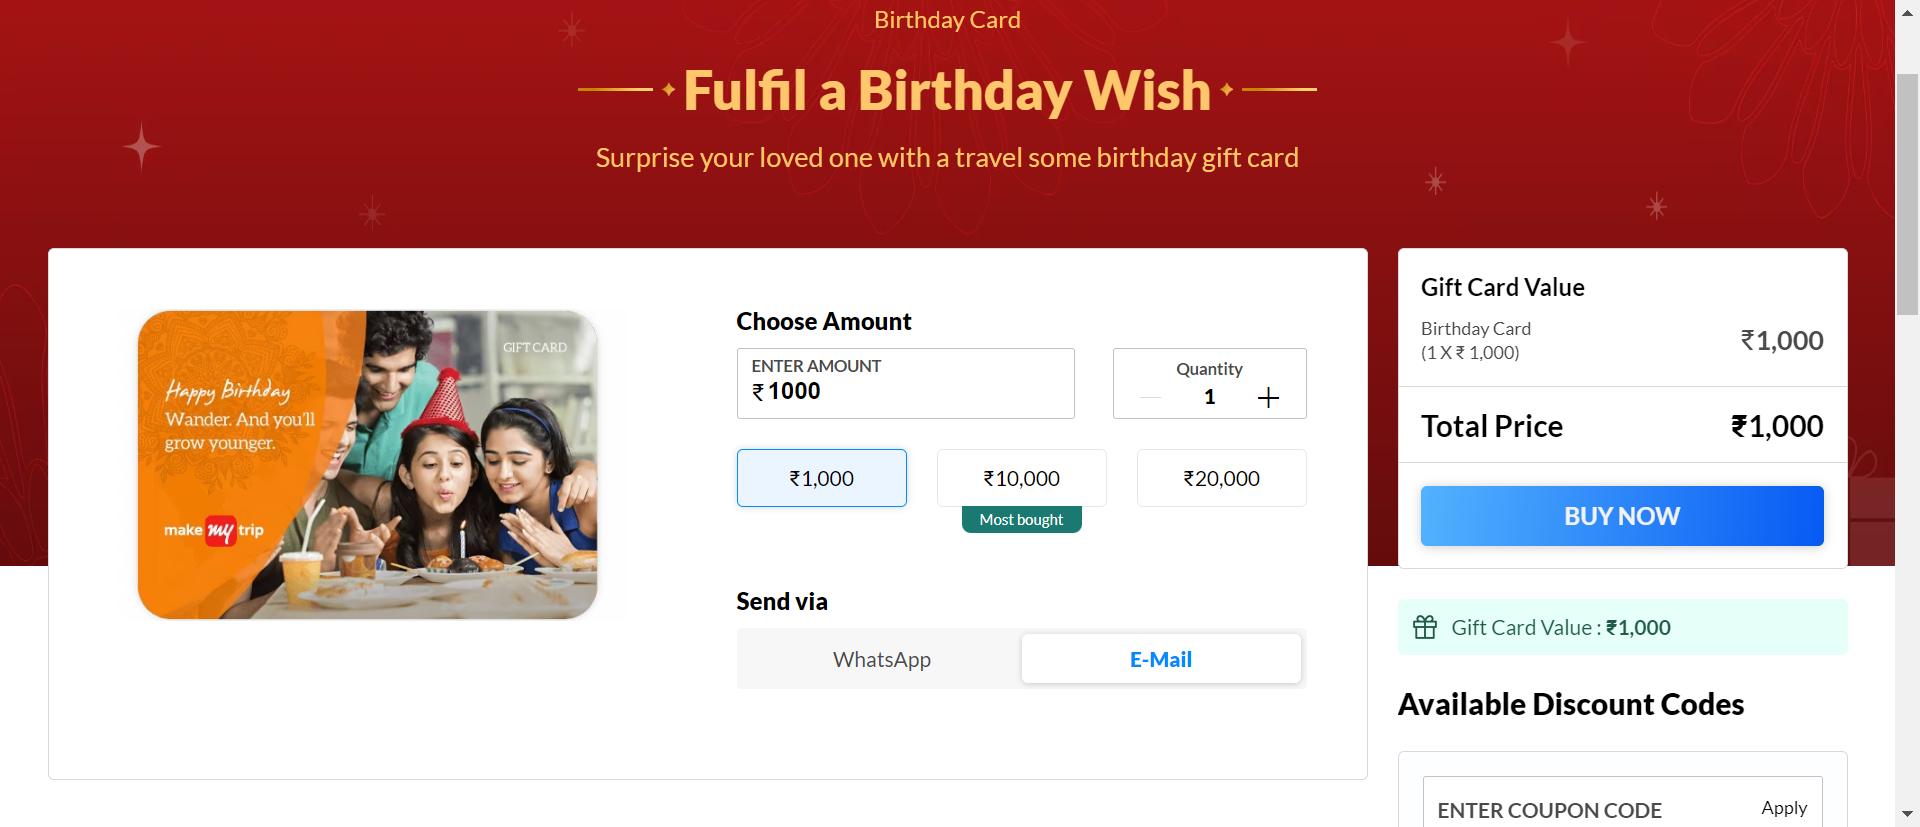 Birthday Card
Fulfil a Birthday Wish
Surprise your loved one with a travel some birthday gift card
GIFT CARD
Happy Birthday
Wander. And you'll
grow younger.
make my trip
Choose Amount
ENTER AMOUNT
₹ 1000
Quantity
1
₹1,000
₹10,000
₹20,000
Most bought
Send via
WhatsApp
E-Mail
Gift Card Value
Birthday Card
(1 X ₹ 1,000)
₹1,000
Total Price
₹1,000
BUY NOW
Gift Card Value : ₹1,000
Available Discount Codes
ENTER COUPON CODE
Apply